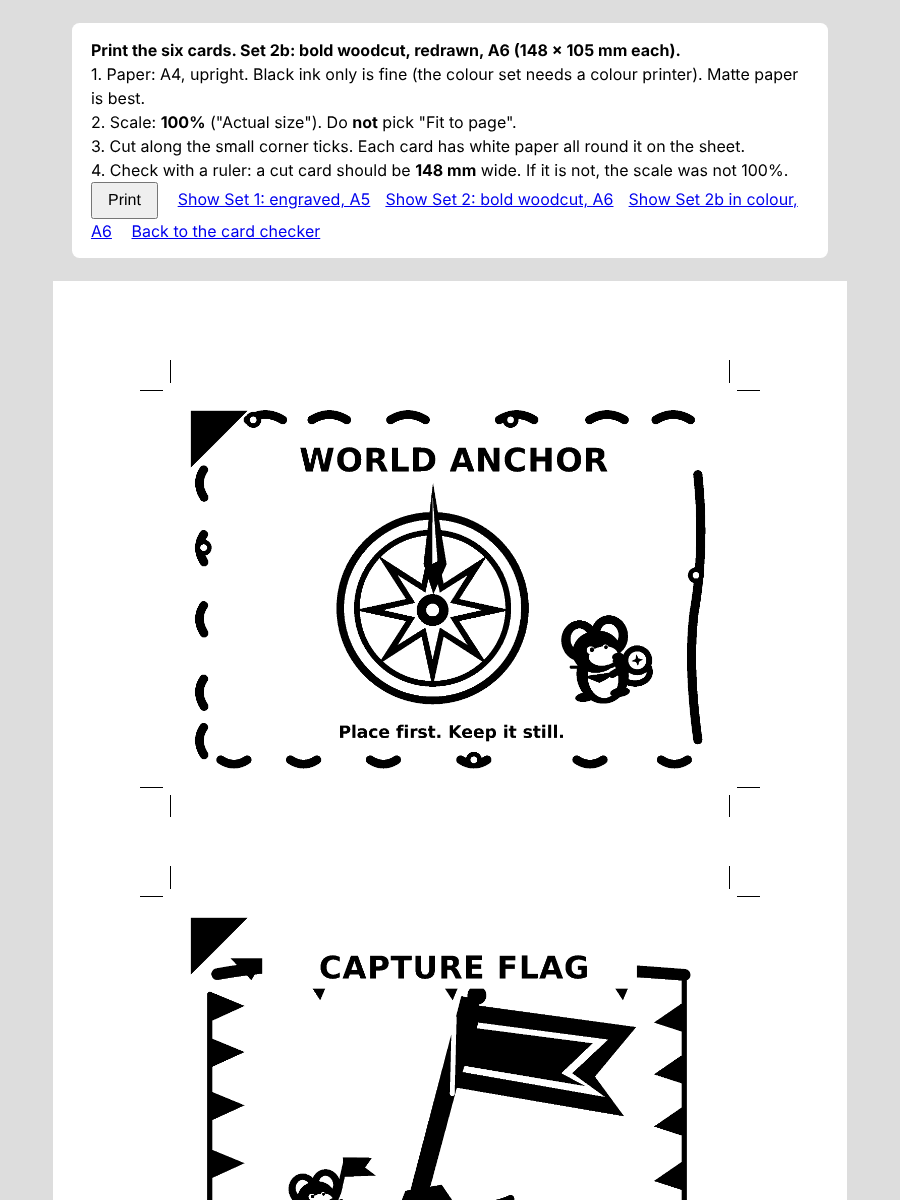 Print the six cards. Set 2b: bold woodcut, redrawn, A6 (148 × 105 mm each).
1. Paper: A4, upright. Black ink only is fine (the colour set needs a colour printer). Matte paper
is best.
2. Scale: 100% ("Actual size"). Do not pick "Fit to page".
3. Cut along the small corner ticks. Each card has white paper all round it on the sheet.
4. Check with a ruler: a cut card should be 148 mm wide. If it is not, the scale was not 100%.
Print Show Set 1: engraved, A5 Show Set 2: bold woodcut, A6 Show Set 2b in colour,
A6 Back to the card checker
WORLD ANCHOR
Place first. Keep it still.
CAPTURE FLAG